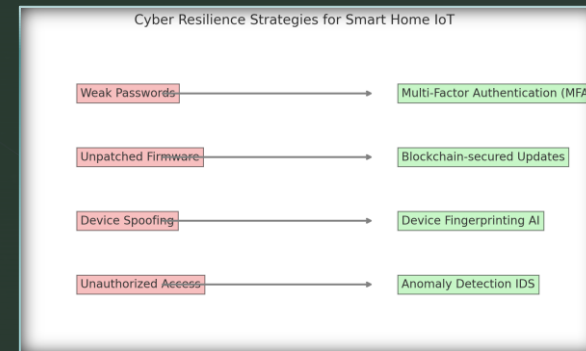 Cyber Resilience Strategies for Smart Home IoT
Weak Passwords
Multi-Factor Authentication (MFA
Unpatched Firmware
Blockchain-secured Updates
Device Spoofing
Device Fingerprinting AI
Unauthorized Access
Anomaly Detection IDS